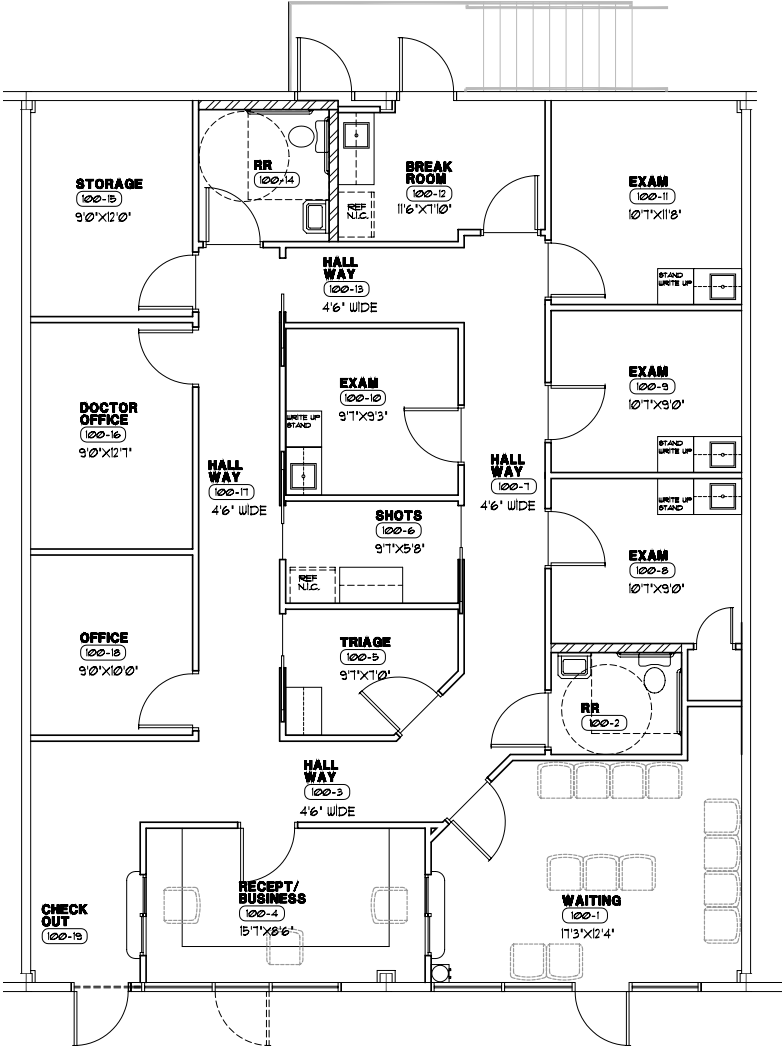 STORAGE
100-15
9'0"X12'0"
RR
100-14
BREAK
ROOM
100-12
11'6"X7'10"
REF
N.I.C.
EXAM
100-11
10'7"X11'8"
STAND
WRITE UP
HALL
WAY
100-13
4'6" WIDE
EXAM
100-10
9'7"X9'3"
WRITE UP
STAND
EXAM
100-9
10'7"X9'0"
STAND
WRITE UP
DOCTOR
OFFICE
100-16
9'0"X12'7"
HALL
WAY
100-17
4'6" WIDE
HALL
WAY
100-7
4'6" WIDE
WRITE UP
STAND
SHOTS
100-6
9'7"X5'8"
REF
N.I.C.
EXAM
100-8
10'7"X9'0"
OFFICE
100-18
9'0"X10'0"
TRIAGE
100-5
9'7"X7'0"
RR
100-2
HALL
WAY
100-3
4'6" WIDE
RECEPT/
BUSINESS
100-4
15'7"X8'6"
CHECK
OUT
100-19
WAITING
100-1
17'3"X12'4"